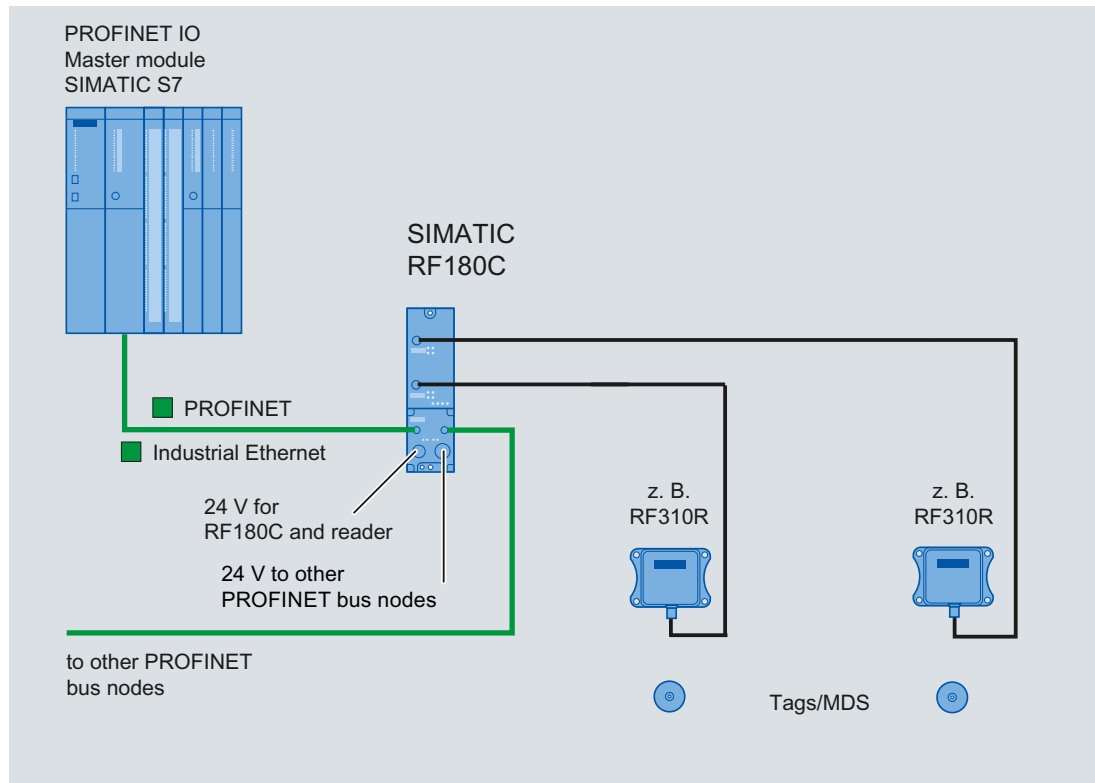 PROFINET IO
Master module
SIMATIC S7
SIMATIC
RF180C
PROFINET
Industrial Ethernet
24 V for
RF180C and reader
24 V to other
PROFINET bus nodes
z. B.
RF310R
z. B.
RF310R
to other PROFINET
bus nodes
Tags/MDS